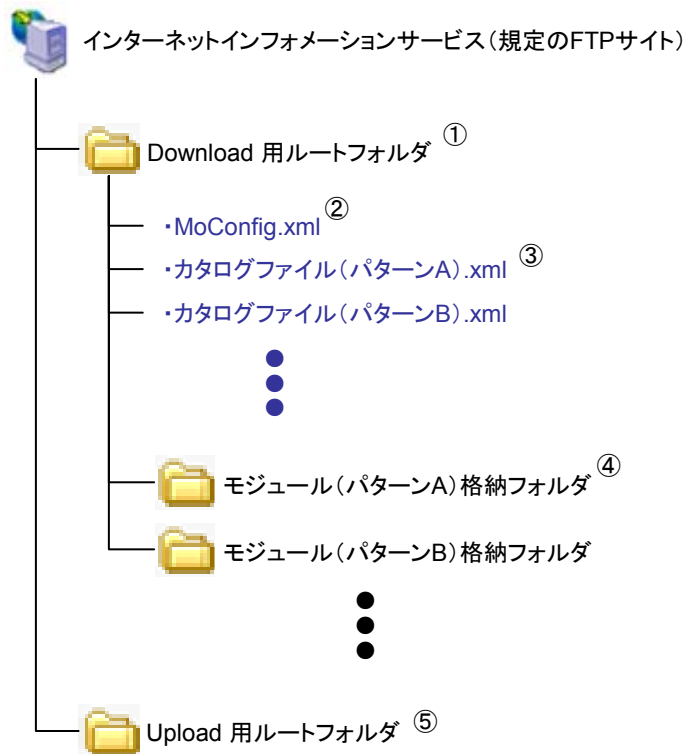 インターネットインフォメーションサービス(規定のFTPサイト)
Download 用ルートフォルダ ①
・MoConfig.xml ②
・カタログファイル(パターンA).xml ③
・カタログファイル(パターンB).xml
モジュール(パターンA)格納フォルダ ④
モジュール(パターンB)格納フォルダ
Upload 用ルートフォルダ ⑤